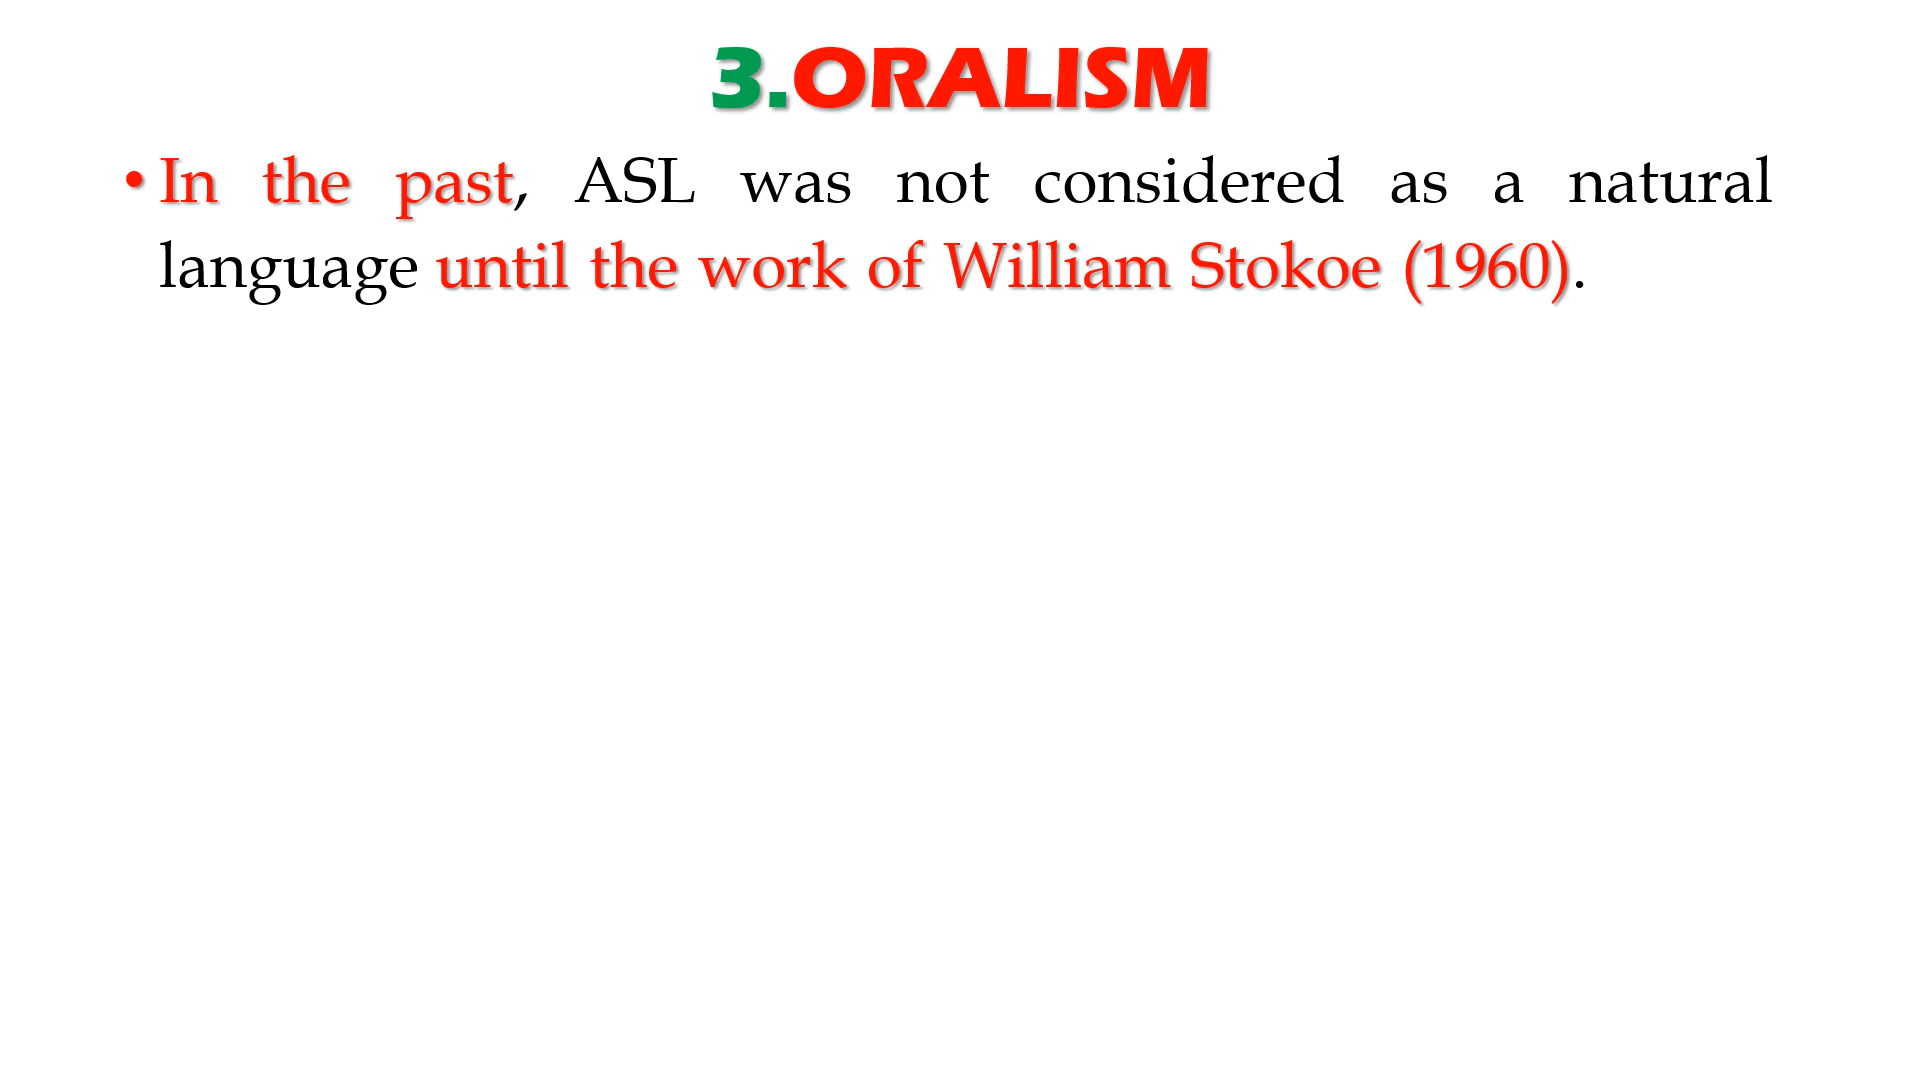 3.ORALISM
• In the past, ASL was not considered as a natural
language until the work of William Stokoe (1960).